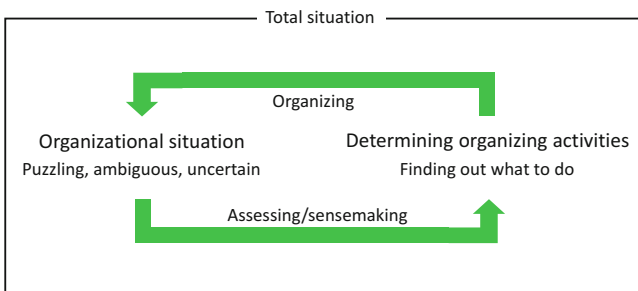 Total situation
Organizing
Organizational situation
Puzzling, ambiguous, uncertain
Determining organizing activities
Finding out what to do
Assessing/sensemaking